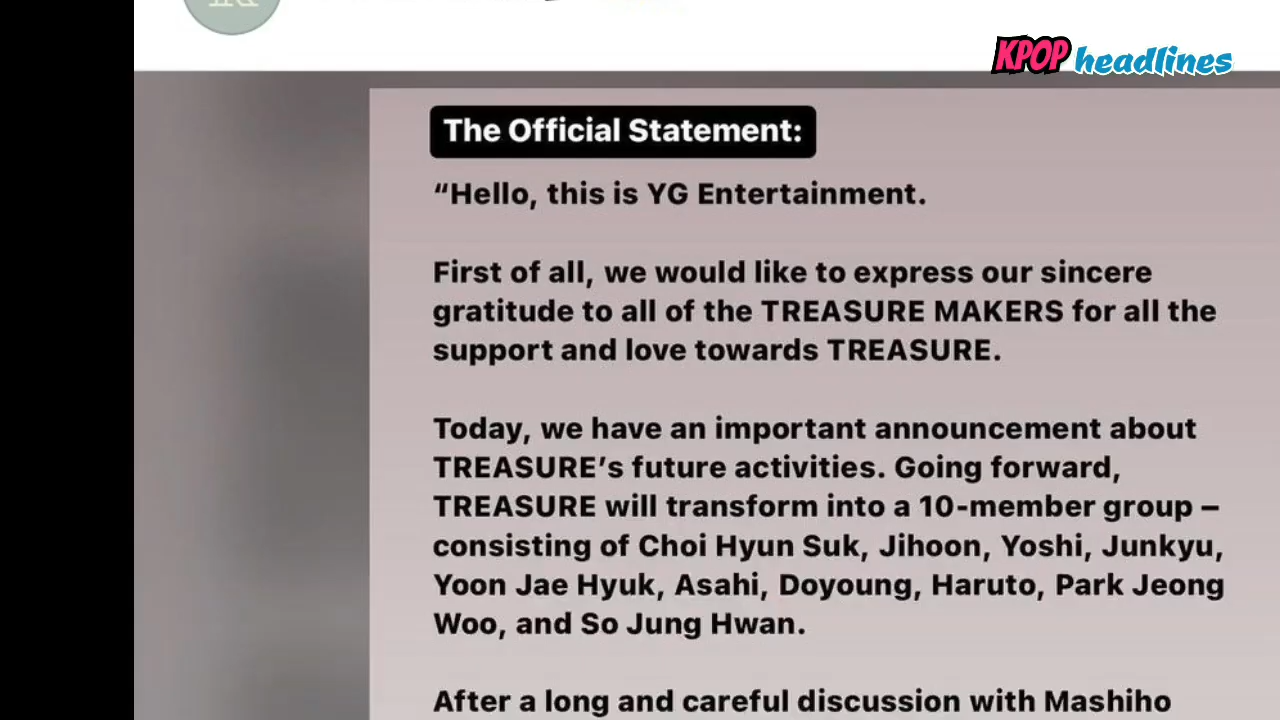 KPOP headlines
The Official Statement:
“Hello, this is YG Entertainment.
First of all, we would like to express our sincere
gratitude to all of the TREASURE MAKERS for all the
support and love towards TREASURE.
Today, we have an important announcement about
TREASURE’s future activities. Going forward,
TREASURE will transform into a 10-member group –
consisting of Choi Hyun Suk, Jihoon, Yoshi, Junkyu,
Yoon Jae Hyuk, Asahi, Doyoung, Haruto, Park Jeong
Woo, and So Jung Hwan.
After a long and careful discussion with Mashiho